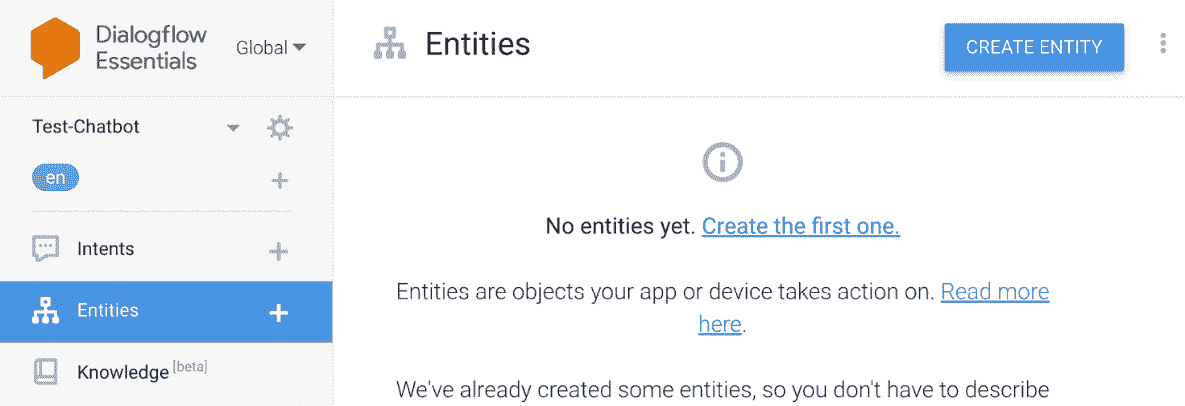 Dialogflow
Essentials
Global
Test-Chatbot
en
Intents
Entities
Knowledge [beta]
Entities
CREATE ENTITY
No entities yet. Create the first one.
Entities are objects your app or device takes action on. Read more
here.
We've already created some entities, so you don't have to describe